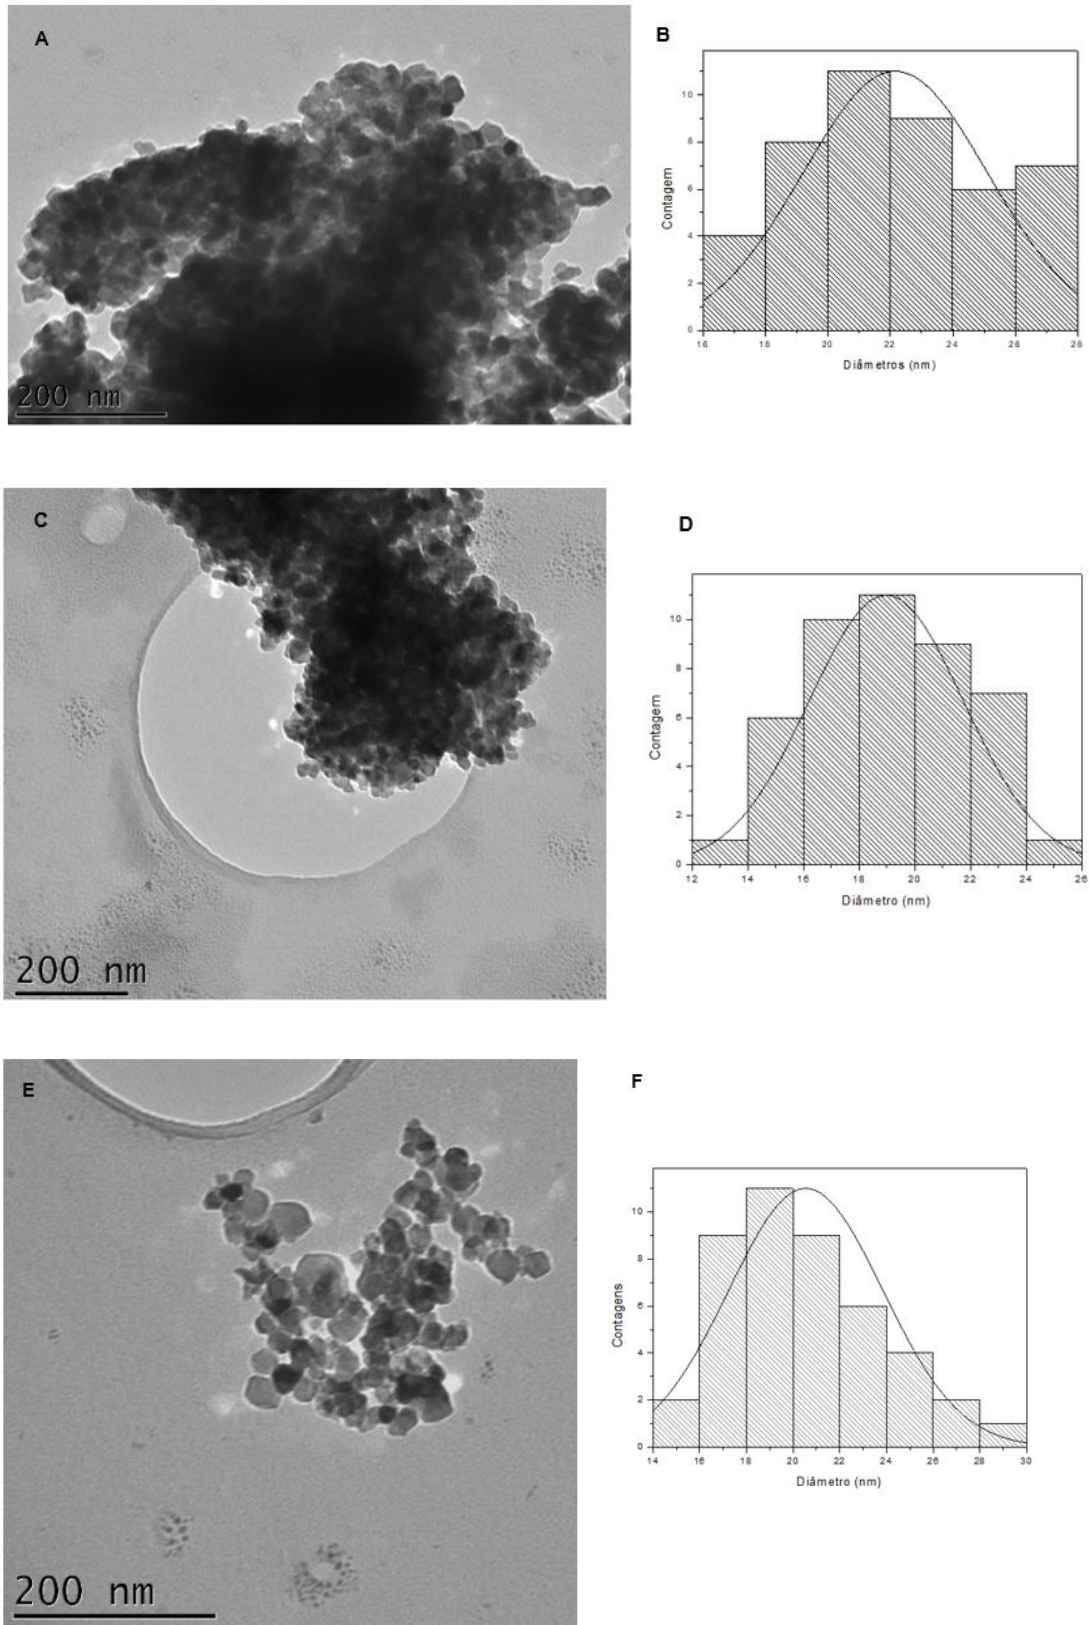 A
200 nm
B
Contagem
10
8
6
4
2
0
16 18 20 22 24 26 28
Diâmetros (nm)
C
200 nm
D
Contagem
10
8
6
4
2
0
12 14 16 18 20 22 24 26
Diâmetro (nm)
E
200 nm
F
Contagens
10
8
6
4
2
0
14 16 18 20 22 24 26 28 30
Diâmetro (nm)